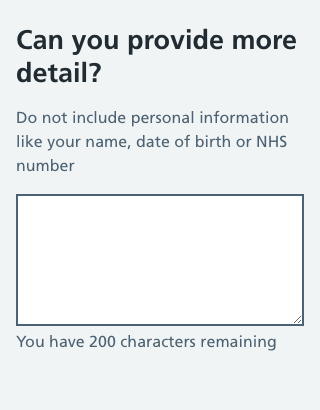 Can you provide more
detail?
Do not include personal information
like your name, date of birth or NHS
number
You have 200 characters remaining